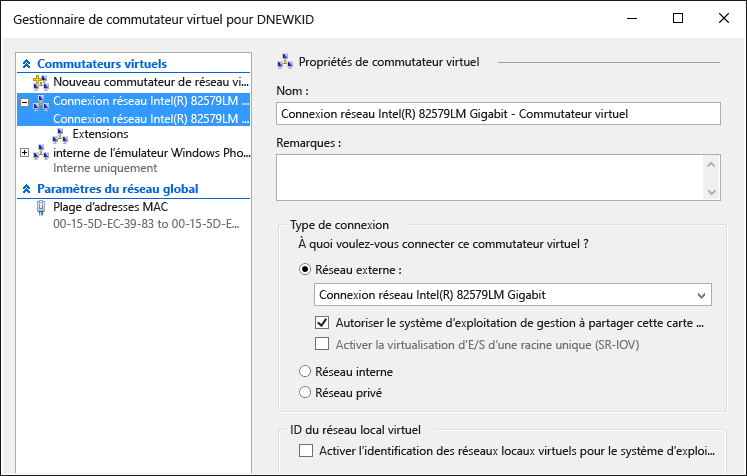 Gestionnaire de commutateur virtuel pour DNEWKID
Commutateurs virtuels
Nouveau commutateur de réseau vi...
Connexion réseau Intel(R) 82579LM ...
Connexion réseau Intel(R) 82579LM ...
Extensions
interne de l'émulateur Windows Pho...
Interne uniquement
Paramètres du réseau global
Plage d'adresses MAC
00-15-5D-EC-39-83 to 00-15-5D-E...
Propriétés de commutateur virtuel
Nom :
Connexion réseau Intel(R) 82579LM Gigabit - Commutateur virtuel
Remarques :
Type de connexion
À quoi voulez-vous connecter ce commutateur virtuel ?
Réseau externe :
Connexion réseau Intel(R) 82579LM Gigabit
Autoriser le système d'exploitation de gestion à partager cette carte ...
Activer la virtualisation d'E/S d'une racine unique (SR-IOV)
Réseau interne
Réseau privé
ID du réseau local virtuel
Activer l'identification des réseaux locaux virtuels pour le système d'exploi...